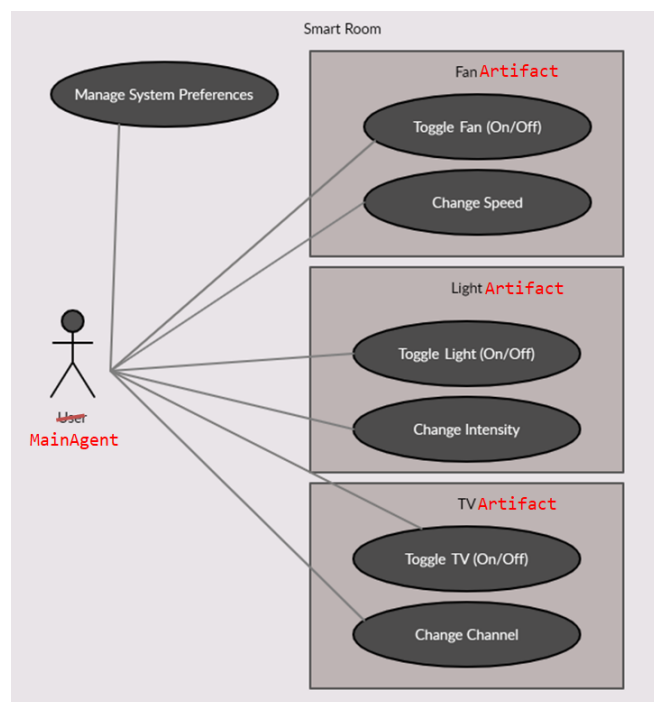 Smart Room
Manage System Preferences
Fan Artifact
Toggle Fan (On/Off)
Change Speed
Light Artifact
Toggle Light (On/Off)
Change Intensity
User
MainAgent
TV Artifact
Toggle TV (On/Off)
Change Channel